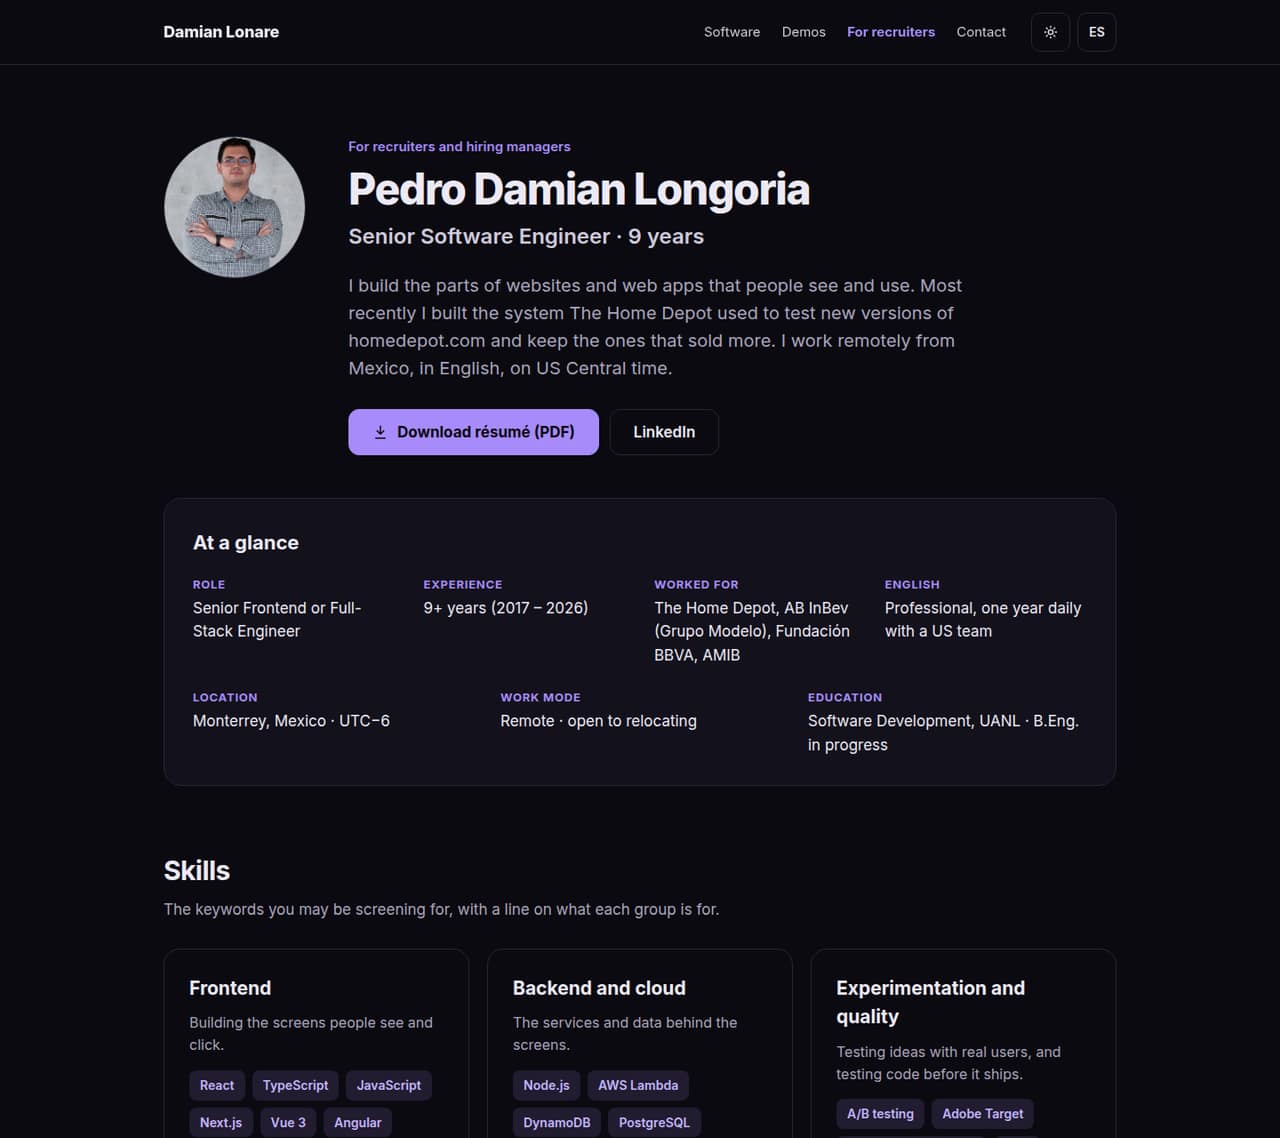 Damian Lonare
Software
Demos
For recruiters
Contact
ES
For recruiters and hiring managers
Pedro Damian Longoria
Senior Software Engineer · 9 years
I build the parts of websites and web apps that people see and use. Most
recently I built the system The Home Depot used to test new versions of
homedepot.com and keep the ones that sold more. I work remotely from
Mexico, in English, on US Central time.
Download résumé (PDF)
LinkedIn
At a glance
ROLE
Senior Frontend or Full-
Stack Engineer
EXPERIENCE
9+ years (2017 – 2026)
WORKED FOR
The Home Depot, AB InBev
(Grupo Modelo), Fundación
BBVA, AMIB
ENGLISH
Professional, one year daily
with a US team
LOCATION
Monterrey, Mexico · UTC−6
WORK MODE
Remote · open to relocating
EDUCATION
Software Development, UANL · B.Eng.
in progress
Skills
The keywords you may be screening for, with a line on what each group is for.
Frontend
Building the screens people see and
click.
React
TypeScript
JavaScript
Next.js
Vue 3
Angular
Backend and cloud
The services and data behind the
screens.
Node.js
AWS Lambda
DynamoDB
PostgreSQL
Experimentation and
quality
Testing ideas with real users, and
testing code before it ships.
A/B testing
Adobe Target